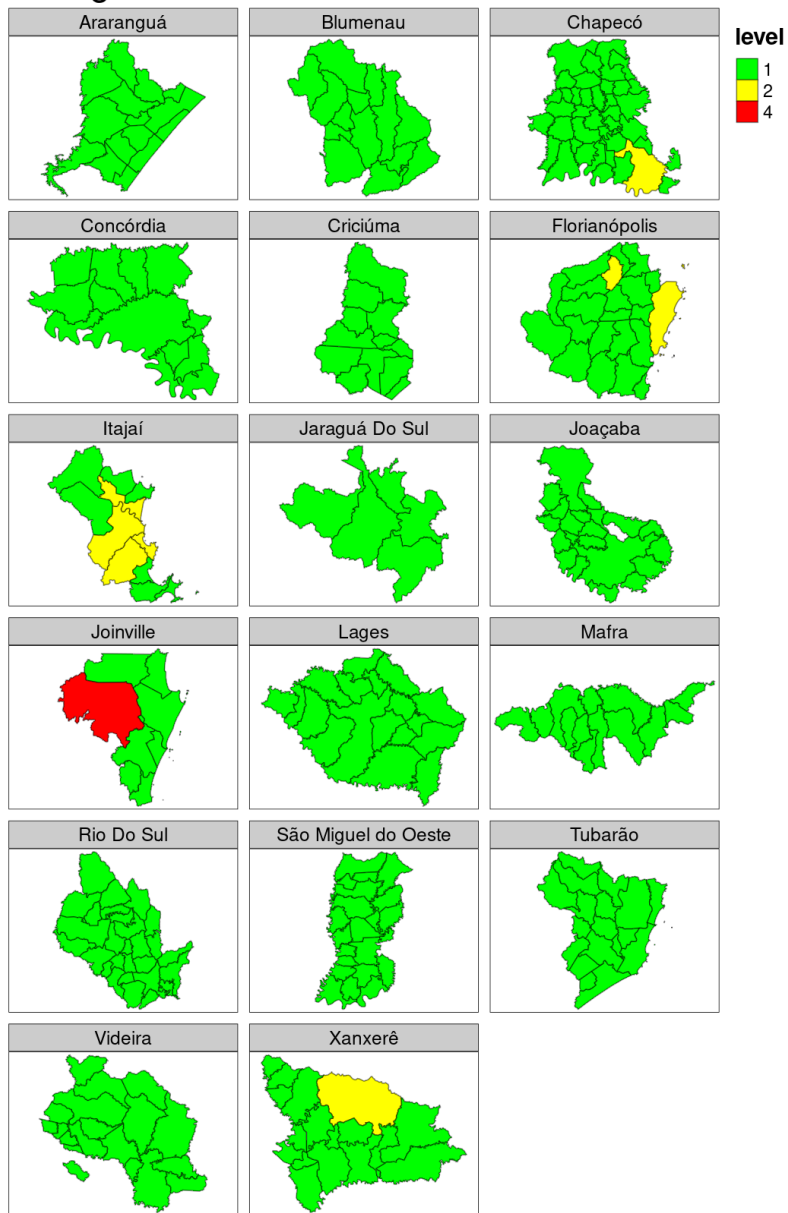 Araranguá
Blumenau
Chapecó
level
1
2
4
Concórdia
Criciúma
Florianópolis
Itajaí
Jaraguá Do Sul
Joaçaba
Joinville
Lages
Mafra
Rio Do Sul
São Miguel do Oeste
Tubarão
Videira
Xanxerê